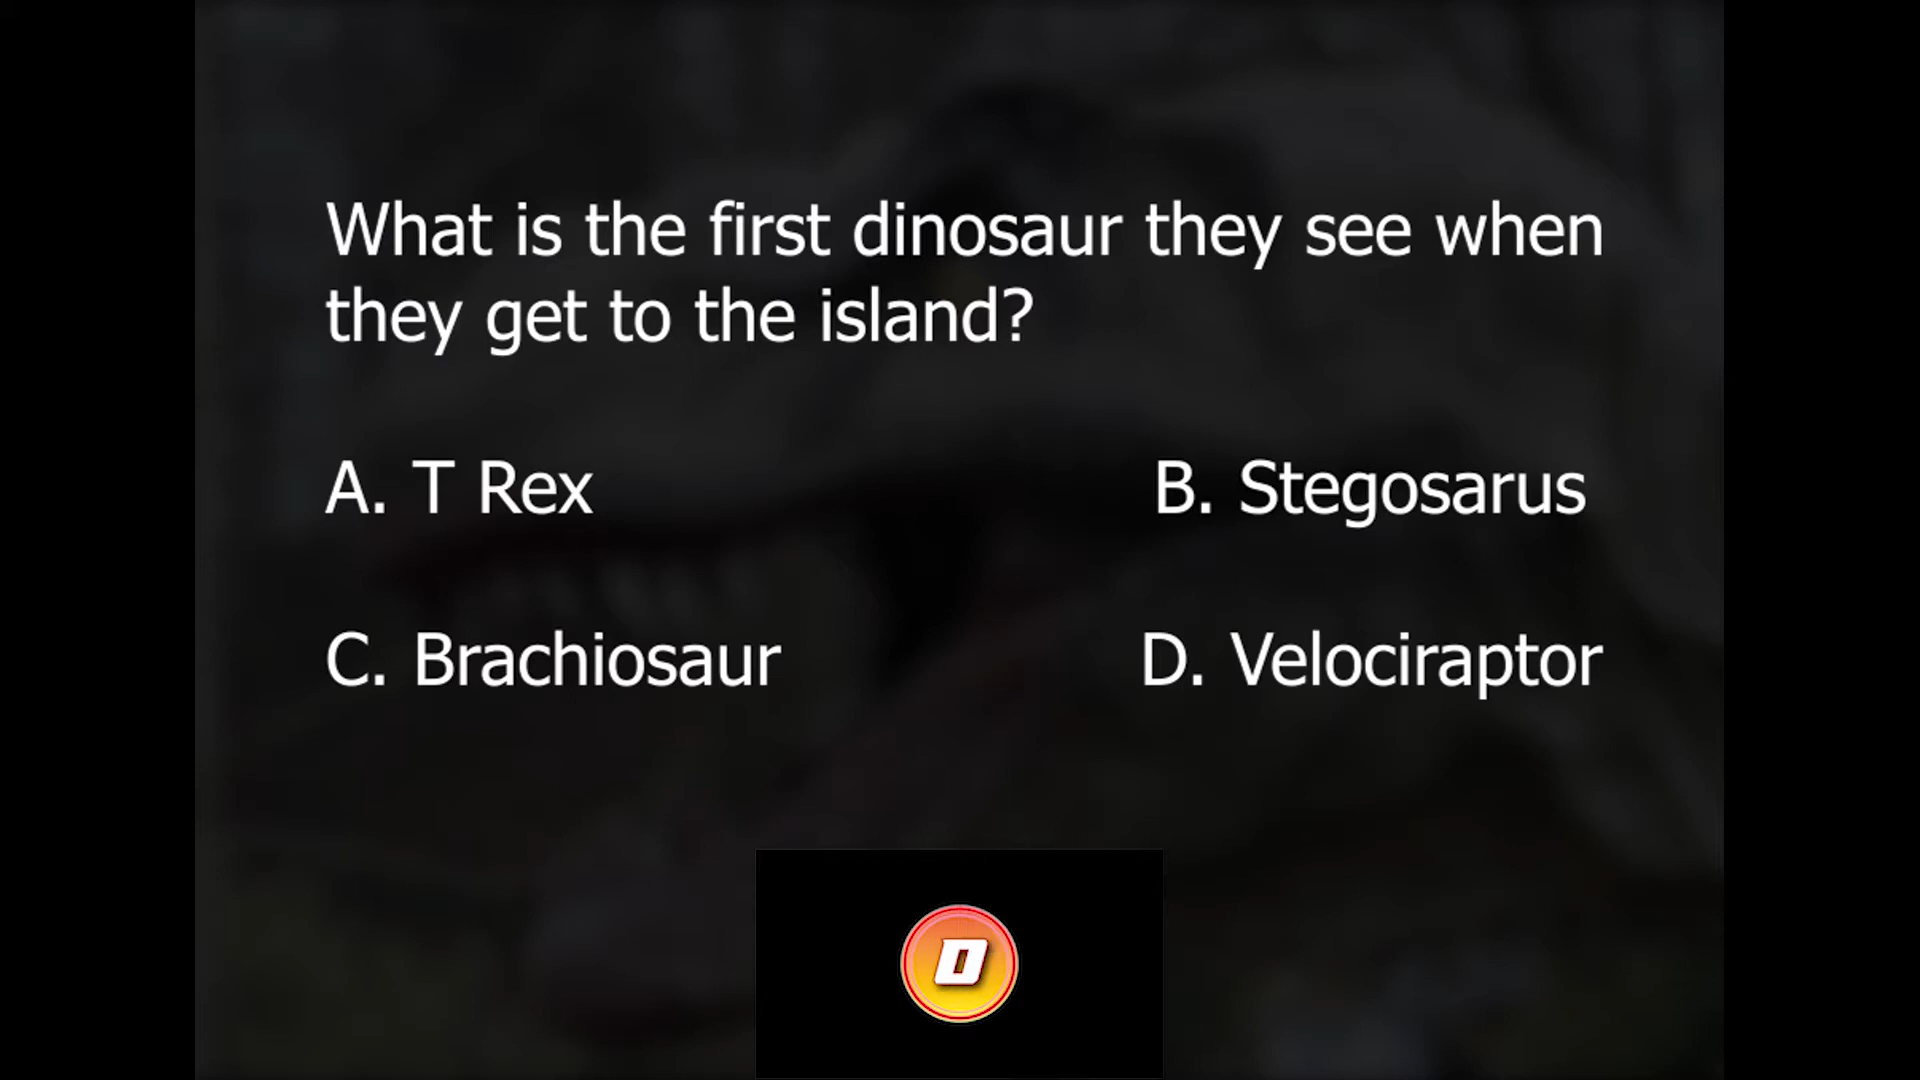 What is the first dinosaur they see when
they get to the island?
A. T Rex B. Stegosarus
C. Brachiosaur D. Velociraptor
0